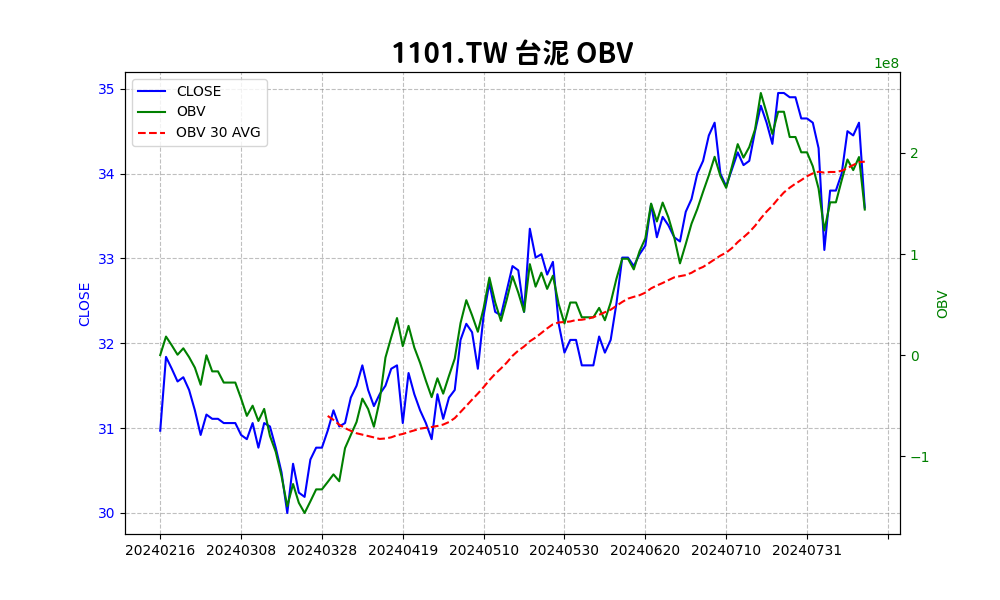 1101.TW 台泥 OBV
1e8
CLOSE
OBV
OBV 30 AVG
35
34
33
32
31
30
CLOSE
2
1
0
−1
OBV
20240216 20240308 20240328 20240419 20240510 20240530 20240620 20240710 20240731